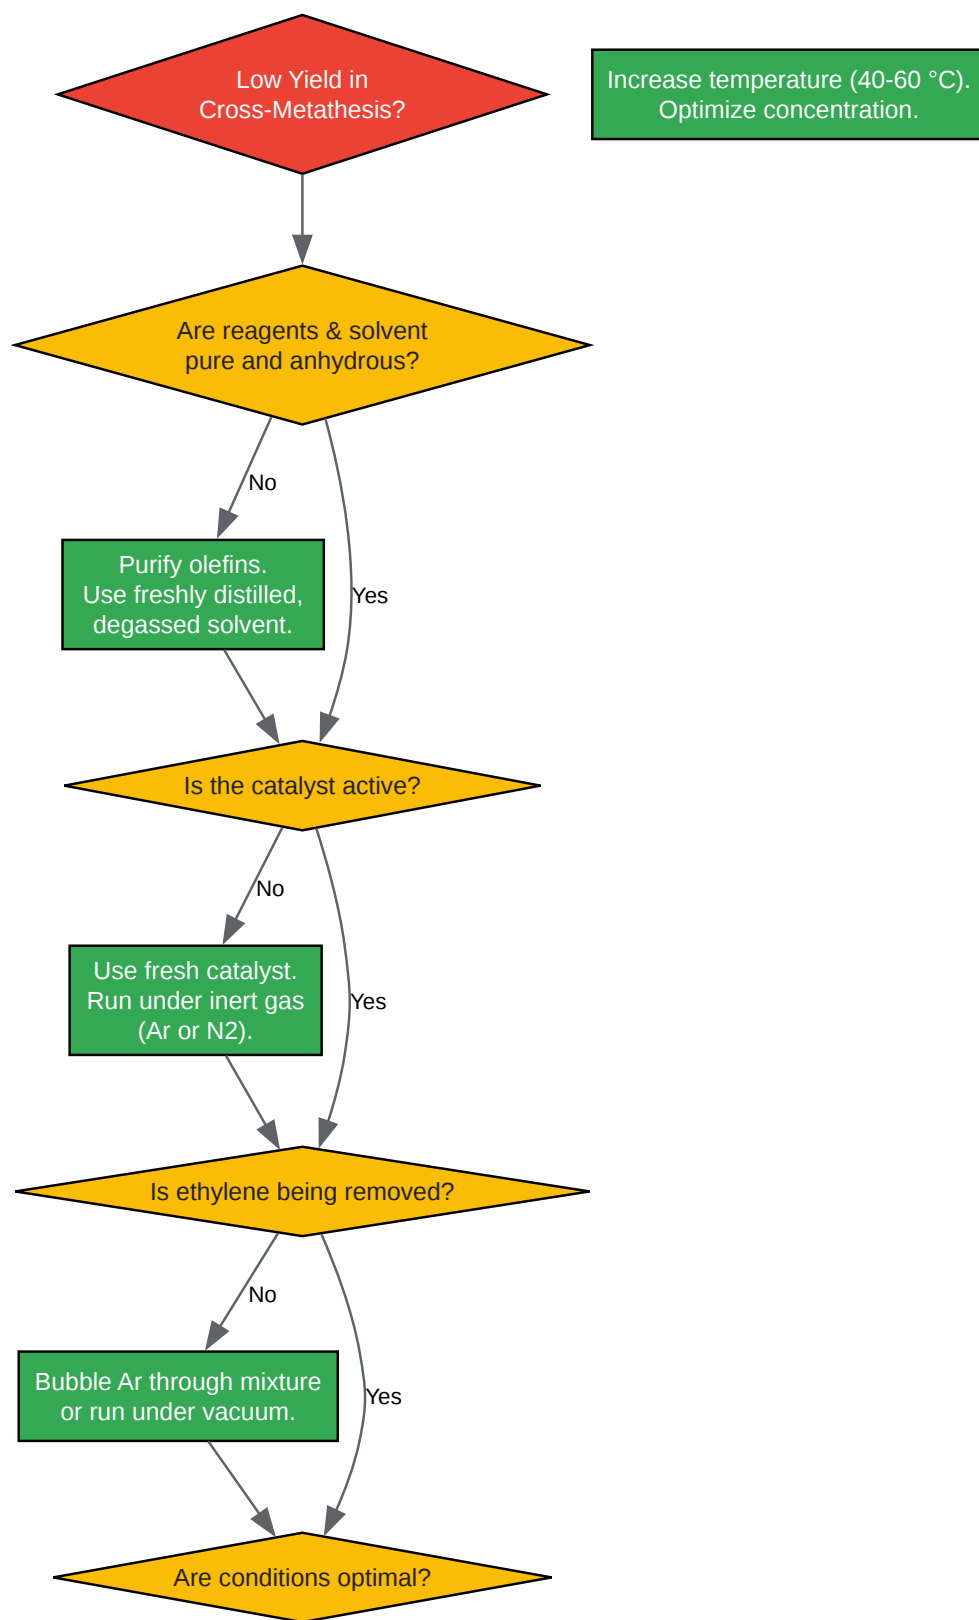 Low Yield in
Cross-Metathesis?
Increase temperature (40-60 °C).
Optimize concentration.
Are reagents & solvent
pure and anhydrous?
No
Purify olefins.
Use freshly distilled,
degassed solvent.
Yes
Is the catalyst active?
No
Use fresh catalyst.
Run under inert gas
(Ar or N2).
Yes
Is ethylene being removed?
No
Bubble Ar through mixture
or run under vacuum.
Yes
Are conditions optimal?